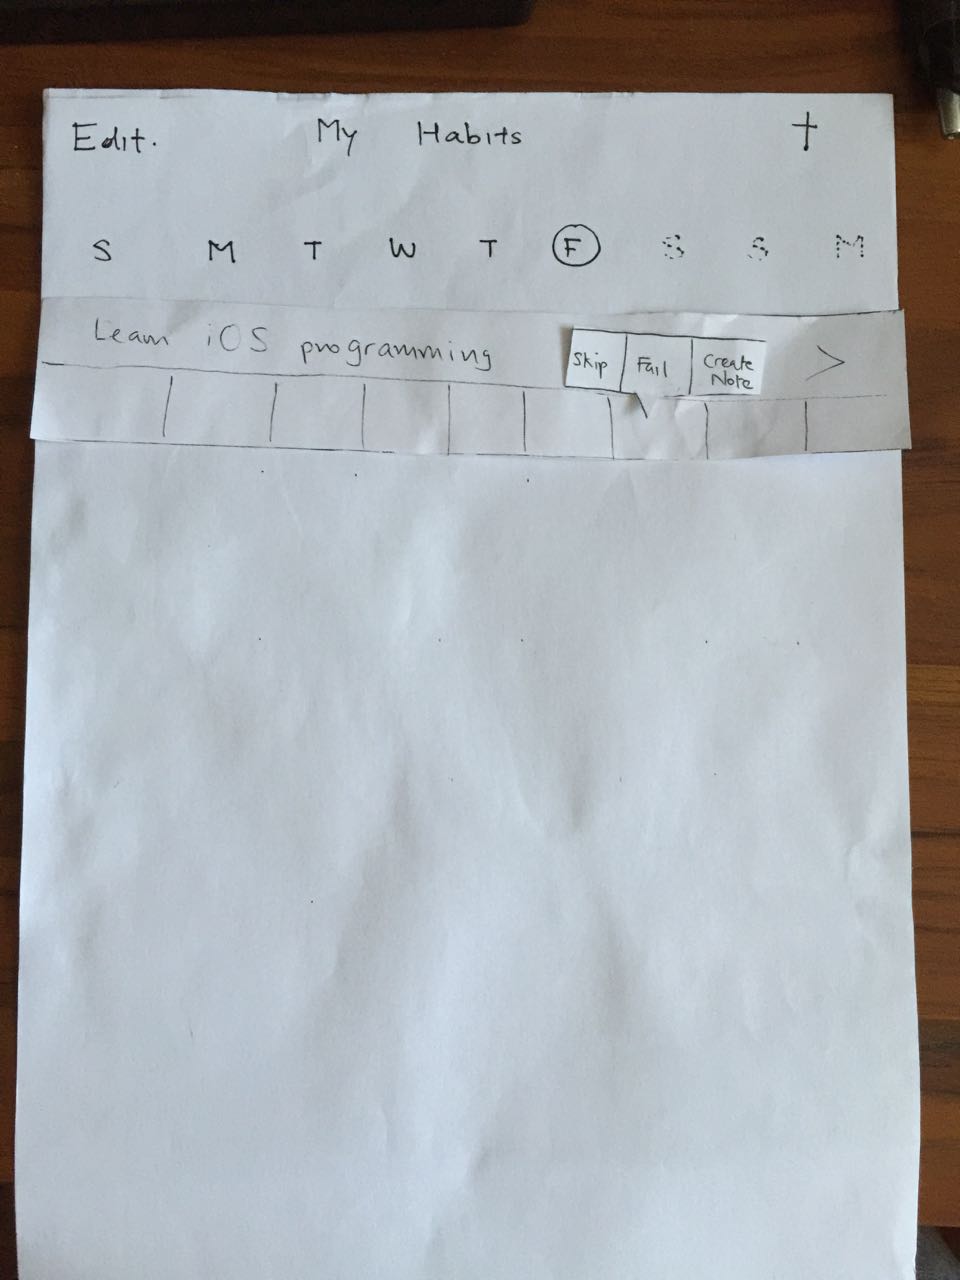 Edit. My Habits +
S M T W T F S S M
Learn iOS programming >
Skip Fail Create
Note